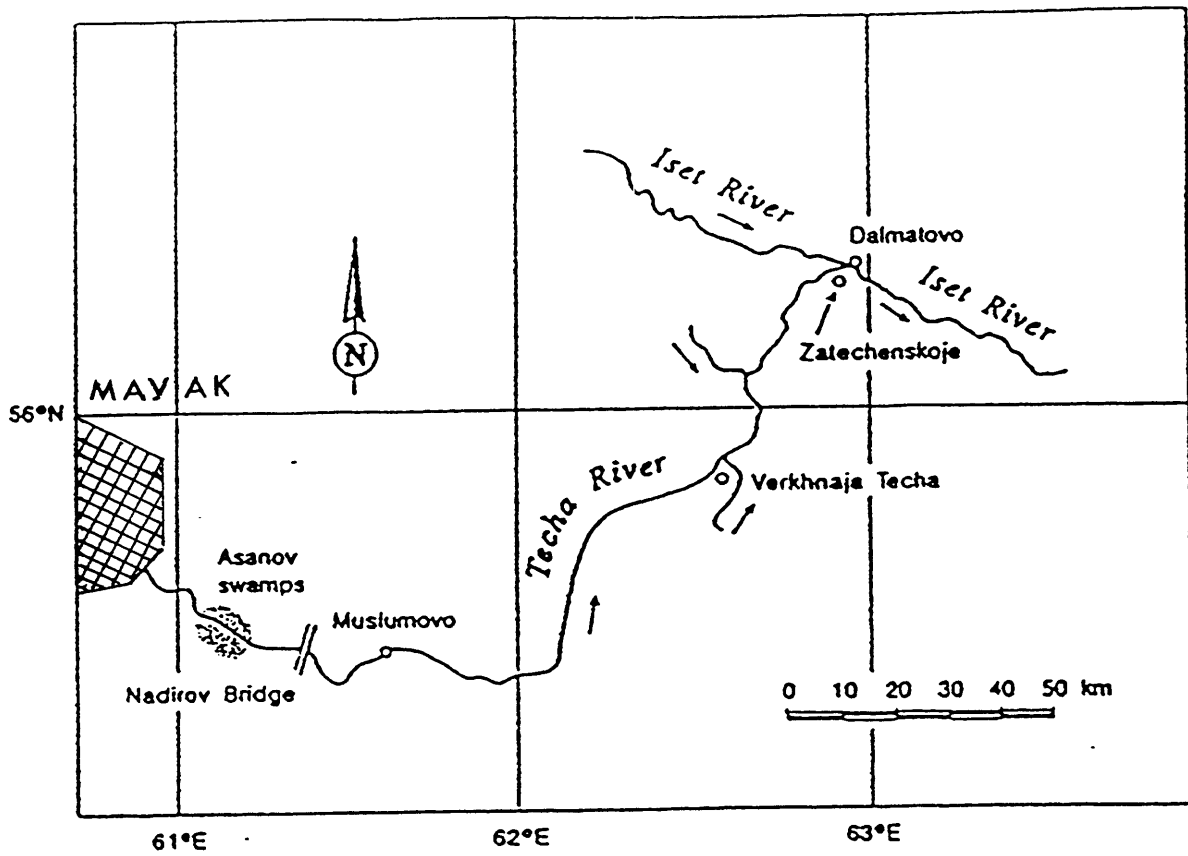 Iset River
Dalmatovo
Iset River
Zatechenskoje
N
MAYAK
56°N
Techa River
Verkhnaja Techa
Asanov
swamps
Muslumovo
Nadirov Bridge
0 10 20 30 40 50 km
61°E
62°E
63°E